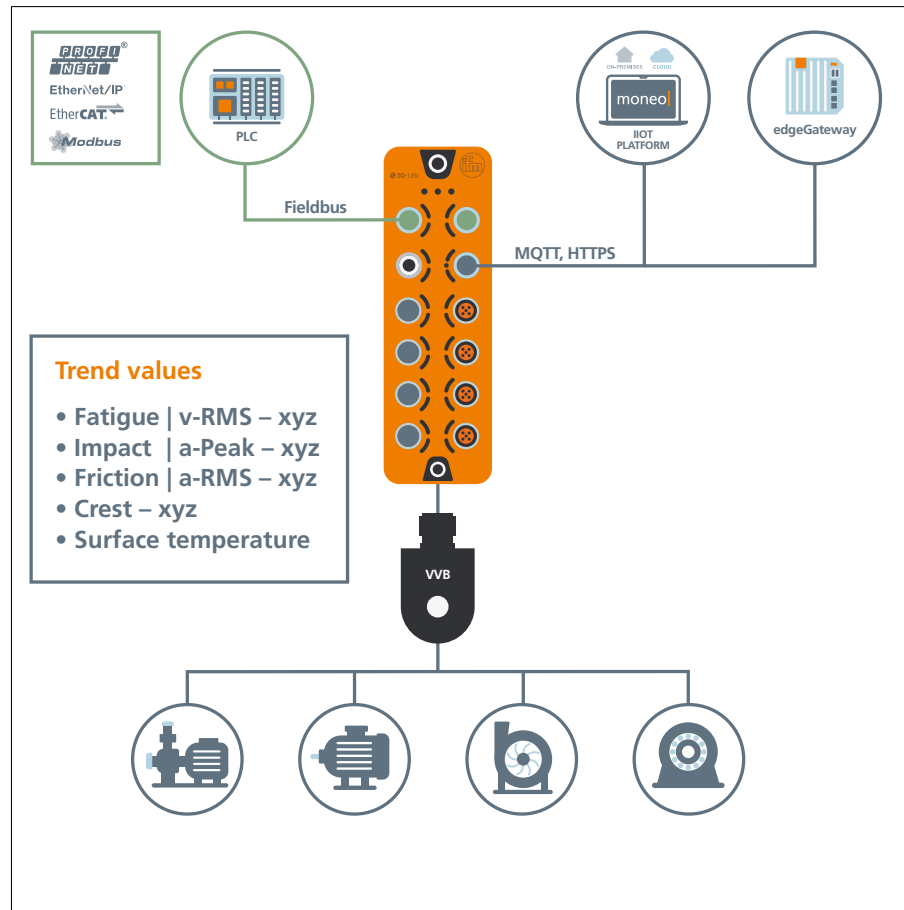 PROFI®
NET
EtherNet/IP
EtherCAT
Modbus
PLC
ON-PREMISES
CLOUD
moneo
IIOT
PLATFORM
edgeGateway
IO-Link
ifm
Fieldbus
MQTT, HTTPS
Trend values
• Fatigue | v-RMS – xyz
• Impact | a-Peak – xyz
• Friction | a-RMS – xyz
• Crest – xyz
• Surface temperature
VVB